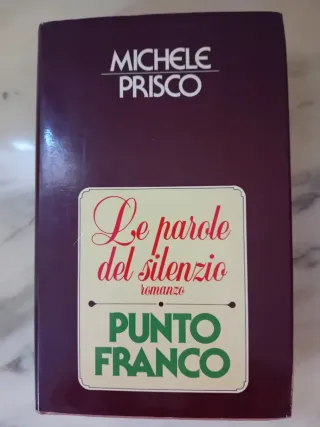 MICHELE
PRISCO
Le parole
del silenzio
romanzo
PUNTO
FRANCO